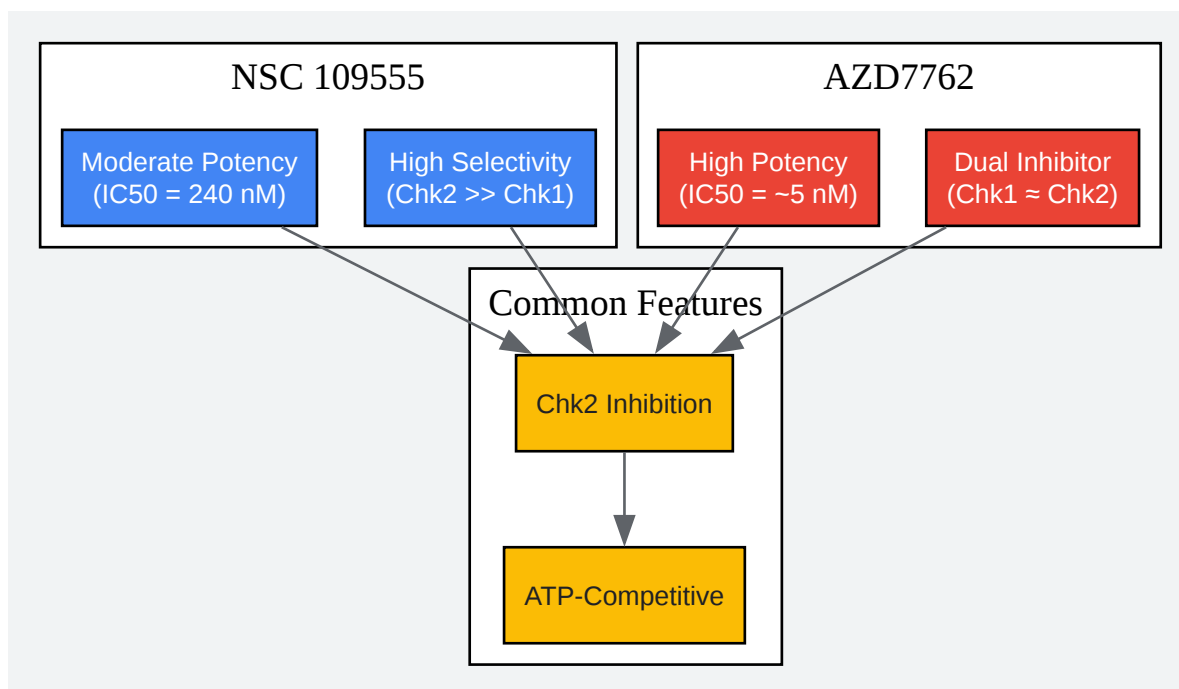 NSC 109555
Moderate Potency
(IC50 = 240 nM)
High Selectivity
(Chk2 >> Chk1)
AZD7762
High Potency
(IC50 = ~5 nM)
Dual Inhibitor
(Chk1 ≈ Chk2)
Common Features
Chk2 Inhibition
ATP-Competitive